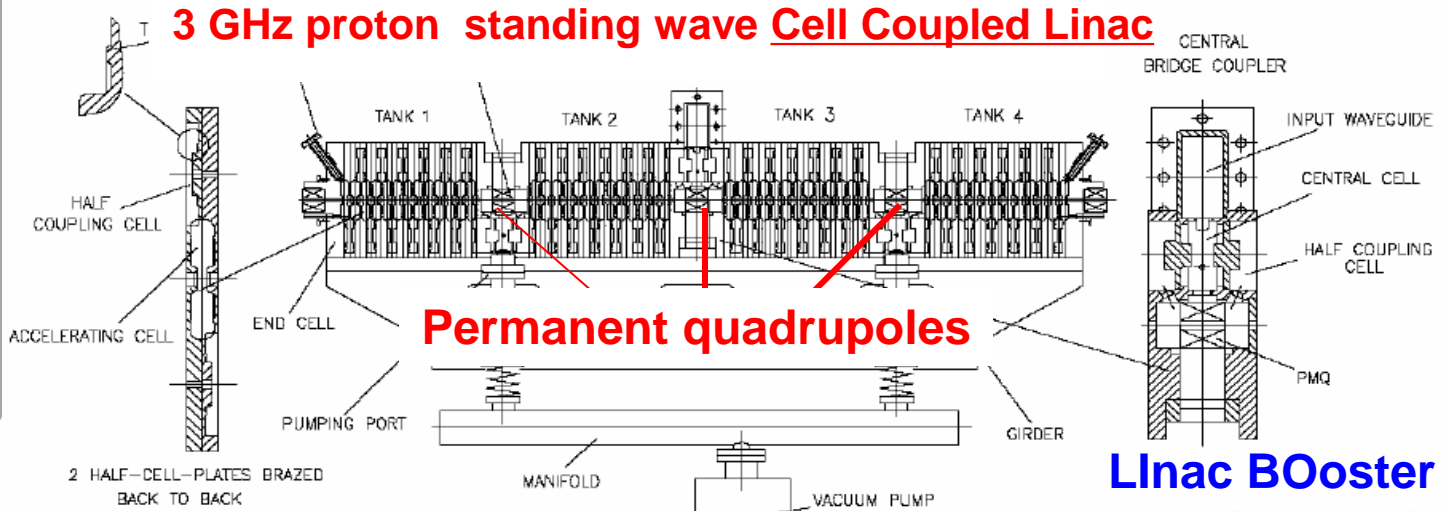 3 GHz proton standing wave Cell Coupled Linac
T
CENTRAL
BRIDGE COUPLER
TANK 1
TANK 2
TANK 3
TANK 4
INPUT WAVEGUIDE
CENTRAL CELL
HALF
COUPLING CELL
HALF COUPLING
CELL
ACCELERATING CELL
END CELL
Permanent quadrupoles
PMQ
PUMPING PORT
GIRDER
MANIFOLD
2 HALF-CELL-PLATES BRAZED
BACK TO BACK
LInac BOoster
VACUUM PUMP